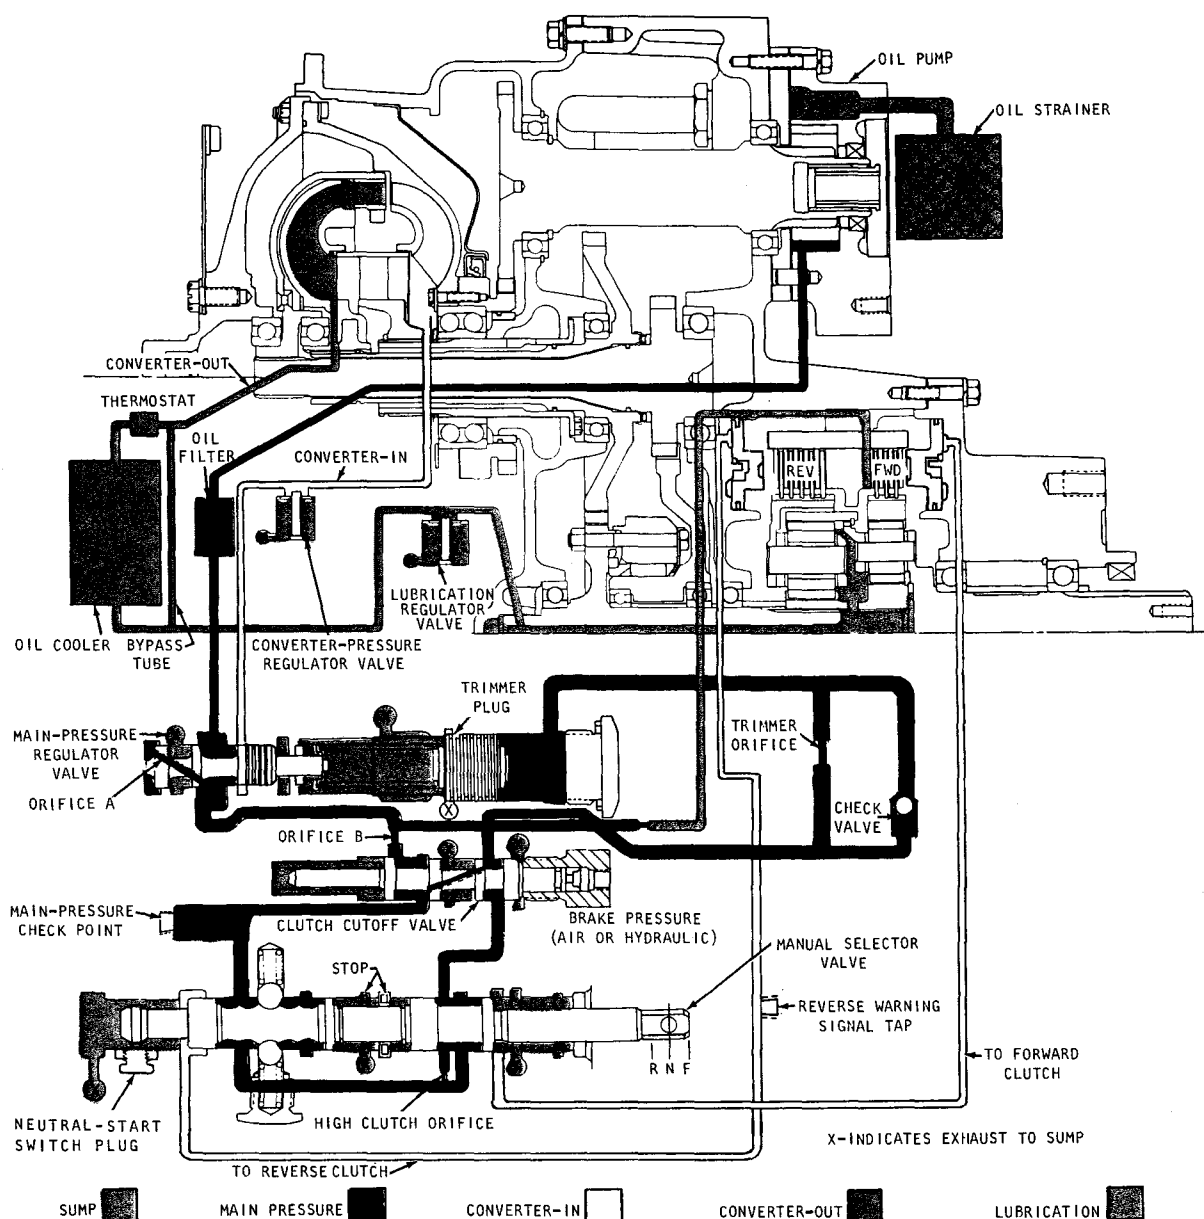 OIL PUMP
OIL STRAINER
CONVERTER-OUT
THERMOSTAT
OIL
FILTER
CONVERTER-IN
REV
FWD
LUBRICATION
REGULATOR
VALVE
OIL COOLER
BYPASS
TUBE
CONVERTER-PRESSURE
REGULATOR VALVE
TRIMMER
PLUG
MAIN-PRESSURE
REGULATOR
VALVE
TRIMMER
ORIFICE
ORIFICE A
X
CHECK
VALVE
ORIFICE B
MAIN-PRESSURE
CHECK POINT
CLUTCH CUTOFF VALVE
BRAKE PRESSURE
(AIR OR HYDRAULIC)
MANUAL SELECTOR
VALVE
STOP
REVERSE WARNING
SIGNAL TAP
R N F
TO FORWARD
CLUTCH
NEUTRAL-START
SWITCH PLUG
HIGH CLUTCH ORIFICE
X-INDICATES EXHAUST TO SUMP
TO REVERSE CLUTCH
SUMP
MAIN PRESSURE
CONVERTER-IN
CONVERTER-OUT
LUBRICATION